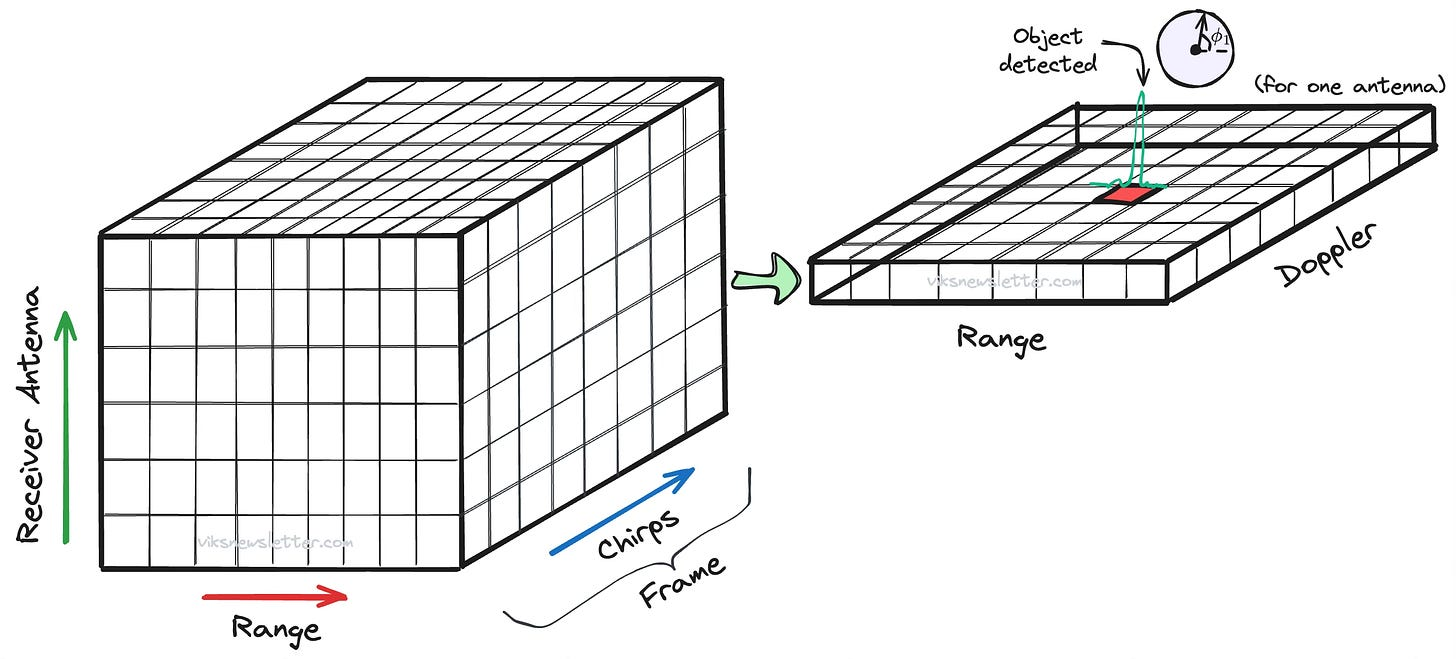 Receiver Antenna
viksnewsletter.com
Range
Chirps
Frame
Object
detected
ϕ1
(for one antenna)
viksnewsletter.com
Range
Doppler